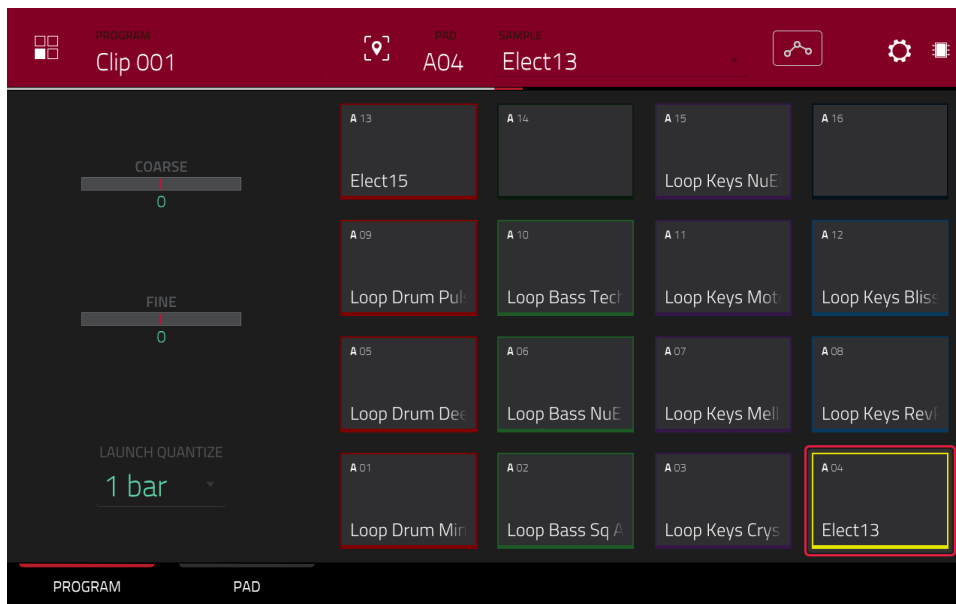 PROGRAM
Clip 001
PAD
A04
SAMPLE
Elect13
COARSE
0
FINE
0
LAUNCH QUANTIZE
1 bar
A 13
Elect15
A 14
A 15
Loop Keys NuE
A 16
A 09
Loop Drum Pul
A 10
Loop Bass Tech
A 11
Loop Keys Mot
A 12
Loop Keys Bliss
A 05
Loop Drum Dee
A 06
Loop Bass NuE
A 07
Loop Keys Mell
A 08
Loop Keys Rev
A 01
Loop Drum Min
A 02
Loop Bass Sq A
A 03
Loop Keys Crys
A 04
Elect13
PROGRAM
PAD